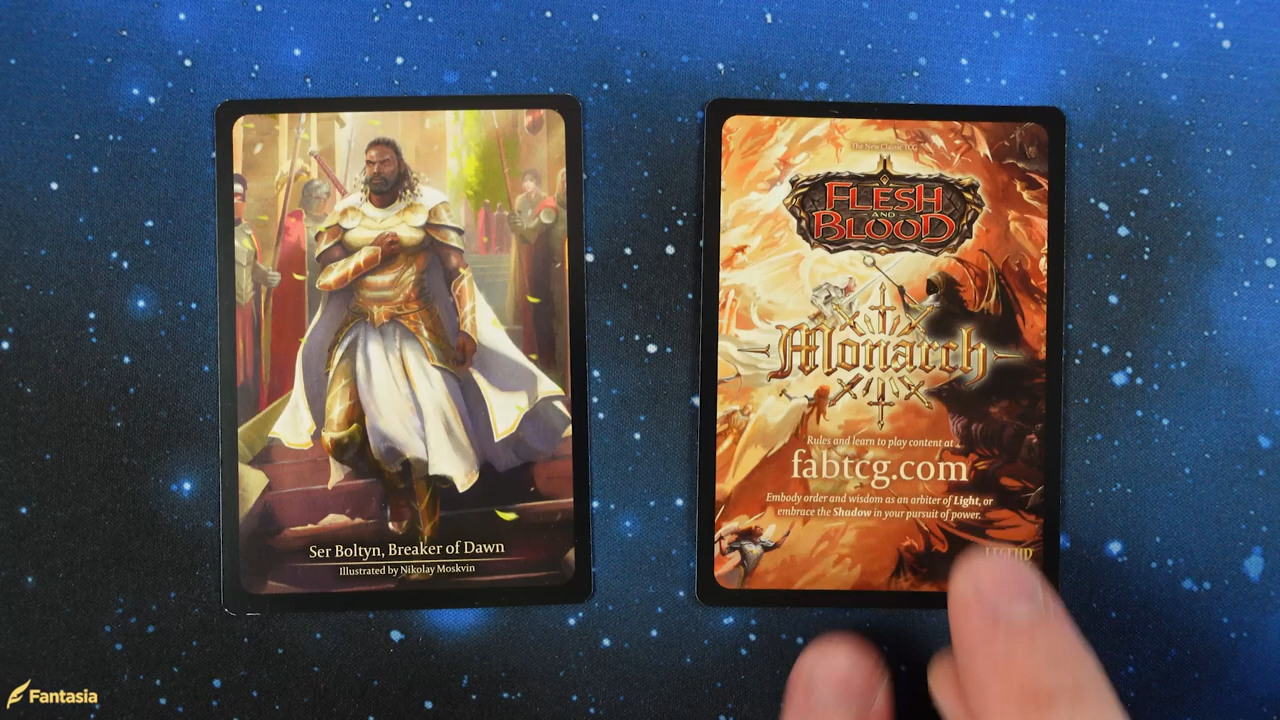 Ser Boltyn, Breaker of Dawn
Illustrated by Nikolay Moskvin
The New Classic TCG
FLESH
AND
BLOOD
Monarch
Rules and learn to play content at
fabtcg.com
Embody order and wisdom as an arbiter of Light, or
embrace the Shadow in your pursuit of power.
LEGEND
Fantasia